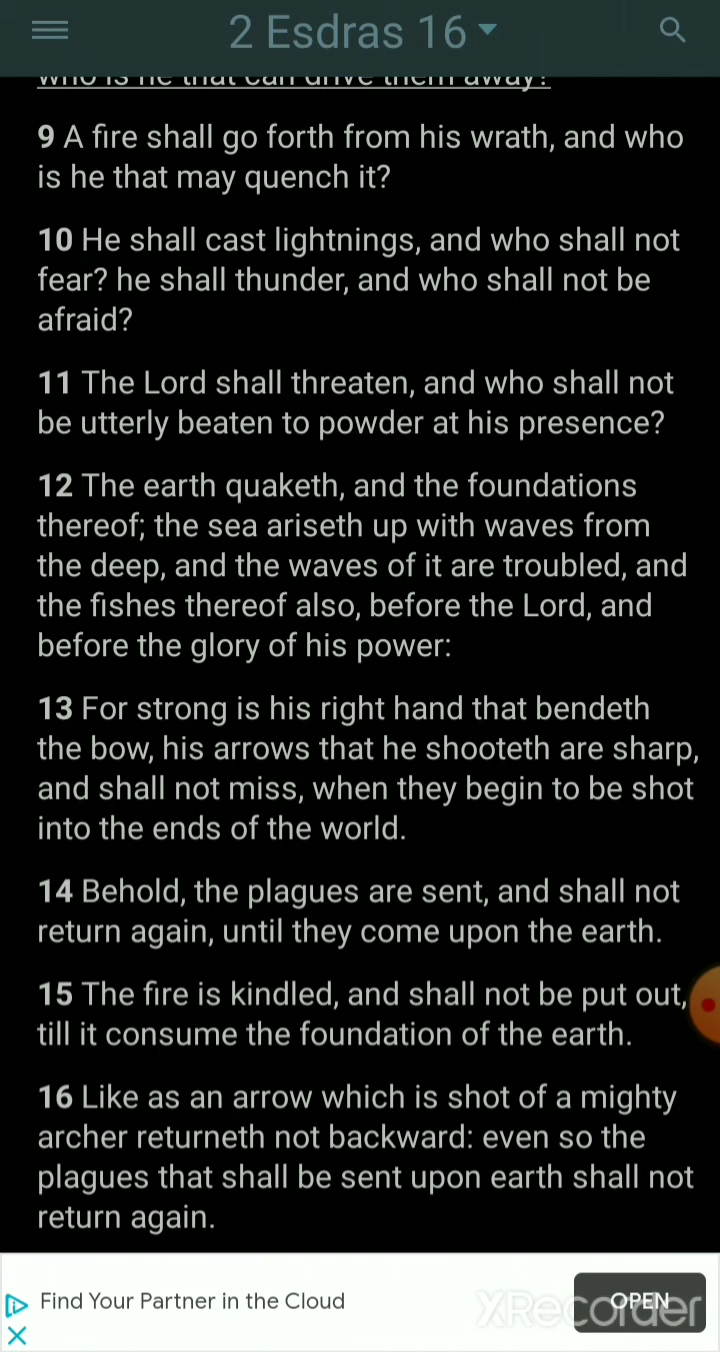 2 Esdras 16
who is he that can drive them away?
9 A fire shall go forth from his wrath, and who
is he that may quench it?
10 He shall cast lightnings, and who shall not
fear? he shall thunder, and who shall not be
afraid?
11 The Lord shall threaten, and who shall not
be utterly beaten to powder at his presence?
12 The earth quaketh, and the foundations
thereof; the sea ariseth up with waves from
the deep, and the waves of it are troubled, and
the fishes thereof also, before the Lord, and
before the glory of his power:
13 For strong is his right hand that bendeth
the bow, his arrows that he shooteth are sharp,
and shall not miss, when they begin to be shot
into the ends of the world.
14 Behold, the plagues are sent, and shall not
return again, until they come upon the earth.
15 The fire is kindled, and shall not be put out,
till it consume the foundation of the earth.
16 Like as an arrow which is shot of a mighty
archer returneth not backward: even so the
plagues that shall be sent upon earth shall not
return again.
Find Your Partner in the Cloud
OPEN
XRecorder